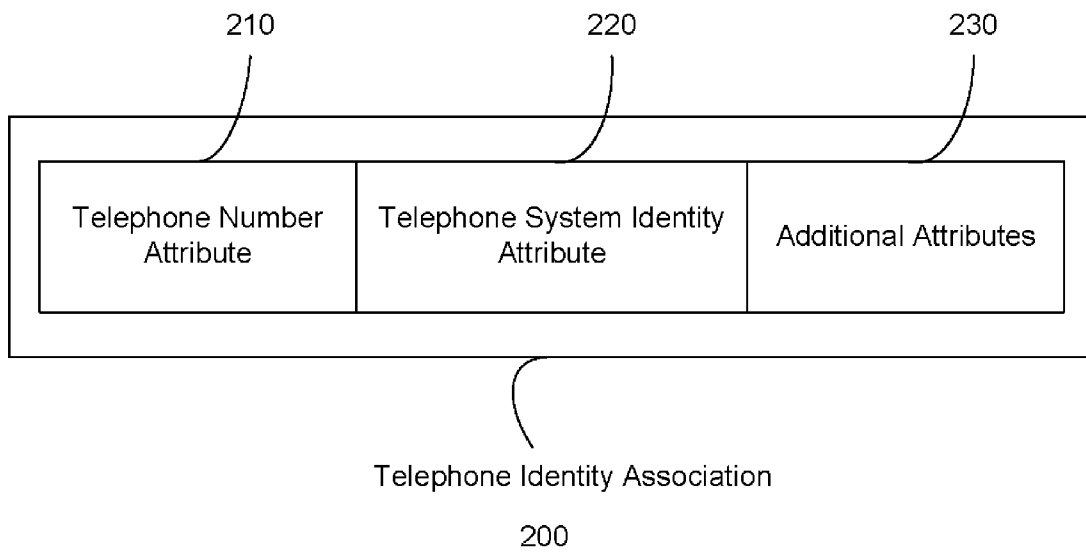 210
220
230
Telephone Number
Attribute
Telephone System Identity
Attribute
Additional Attributes
Telephone Identity Association
200